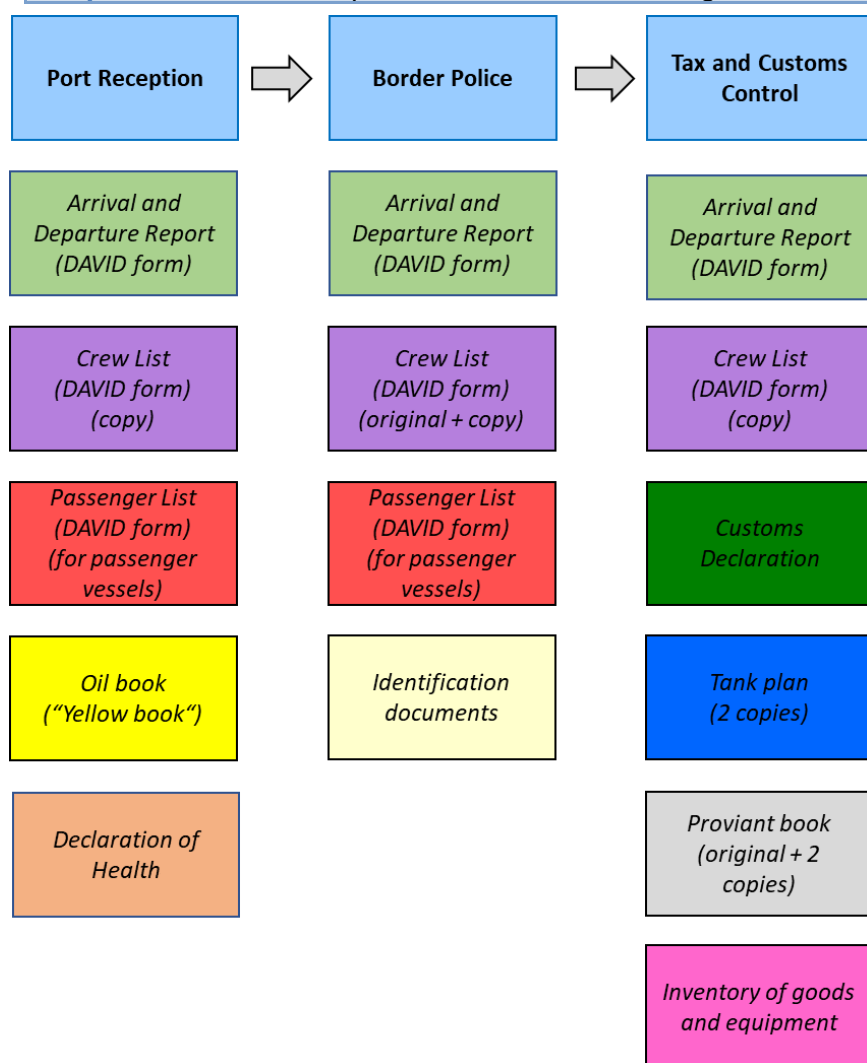 Port Reception
Border Police
Tax and Customs
Control
Arrival and
Departure Report
(DAVID form)
Arrival and
Departure Report
(DAVID form)
Arrival and
Departure Report
(DAVID form)
Crew List
(DAVID form)
(copy)
Crew List
(DAVID form)
(original + copy)
Crew List
(DAVID form)
(copy)
Passenger List
(DAVID form)
(for passenger
vessels)
Passenger List
(DAVID form)
(for passenger
vessels)
Customs
Declaration
Oil book
(“Yellow book“)
Identification
documents
Tank plan
(2 copies)
Declaration of
Health
Proviant book
(original + 2
copies)
Inventory of goods
and equipment